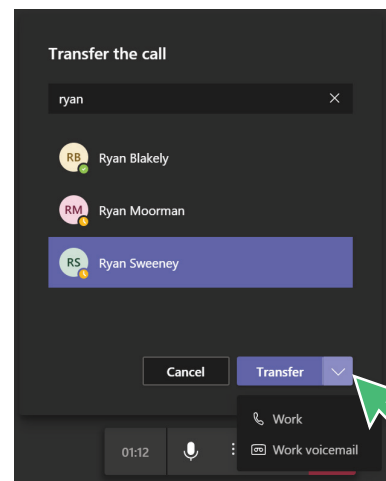 Transfer the call
ryan
RB Ryan Blakely
RM Ryan Moorman
RS Ryan Sweeney
Cancel Transfer
Work
01:12 Work voicemail